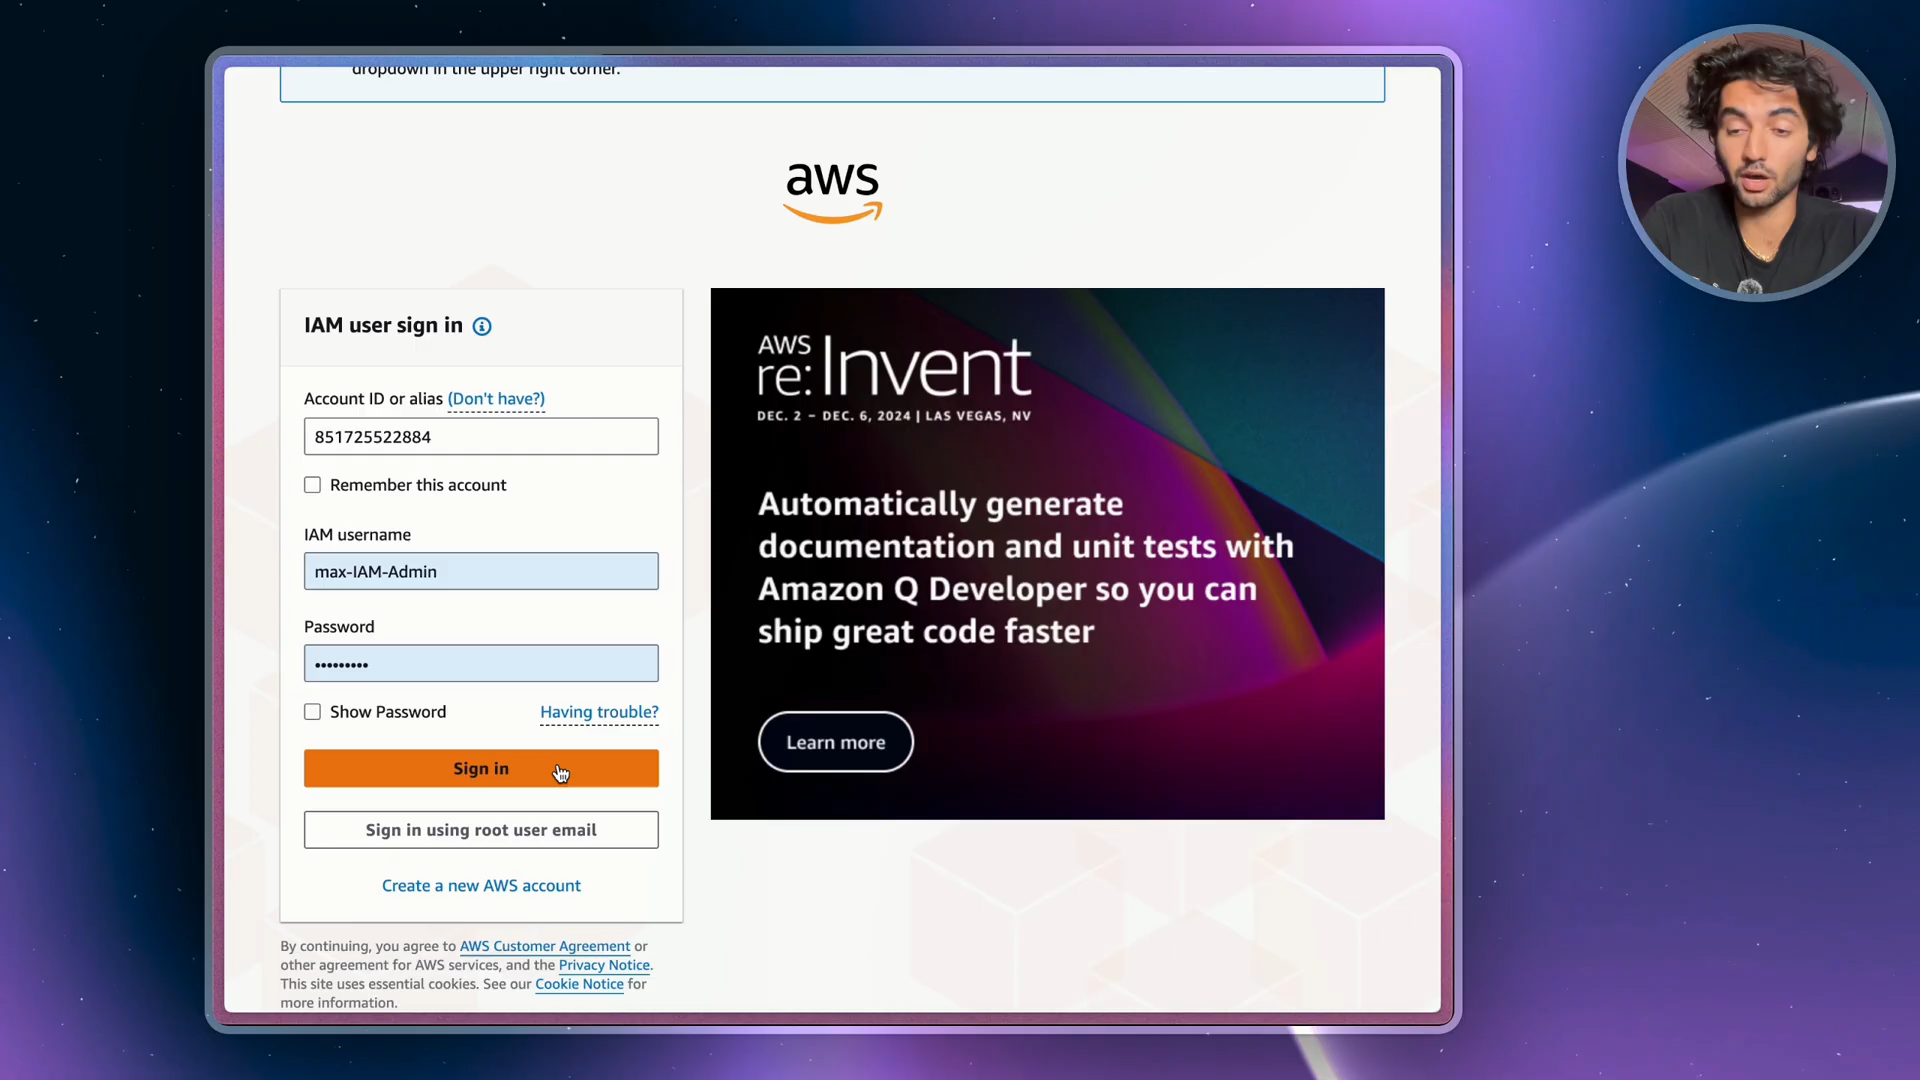 dropdown in the upper right corner.
aws
IAM user sign in
Account ID or alias (Don't have?)
851725522884
Remember this account
IAM username
max-IAM-Admin
Password
•••••••••
Show Password
Having trouble?
Sign in
Sign in using root user email
Create a new AWS account
By continuing, you agree to AWS Customer Agreement or
other agreement for AWS services, and the Privacy Notice.
This site uses essential cookies. See our Cookie Notice for
more information.
AWS
re:Invent
DEC. 2 – DEC. 6, 2024 | LAS VEGAS, NV
Automatically generate
documentation and unit tests with
Amazon Q Developer so you can
ship great code faster
Learn more